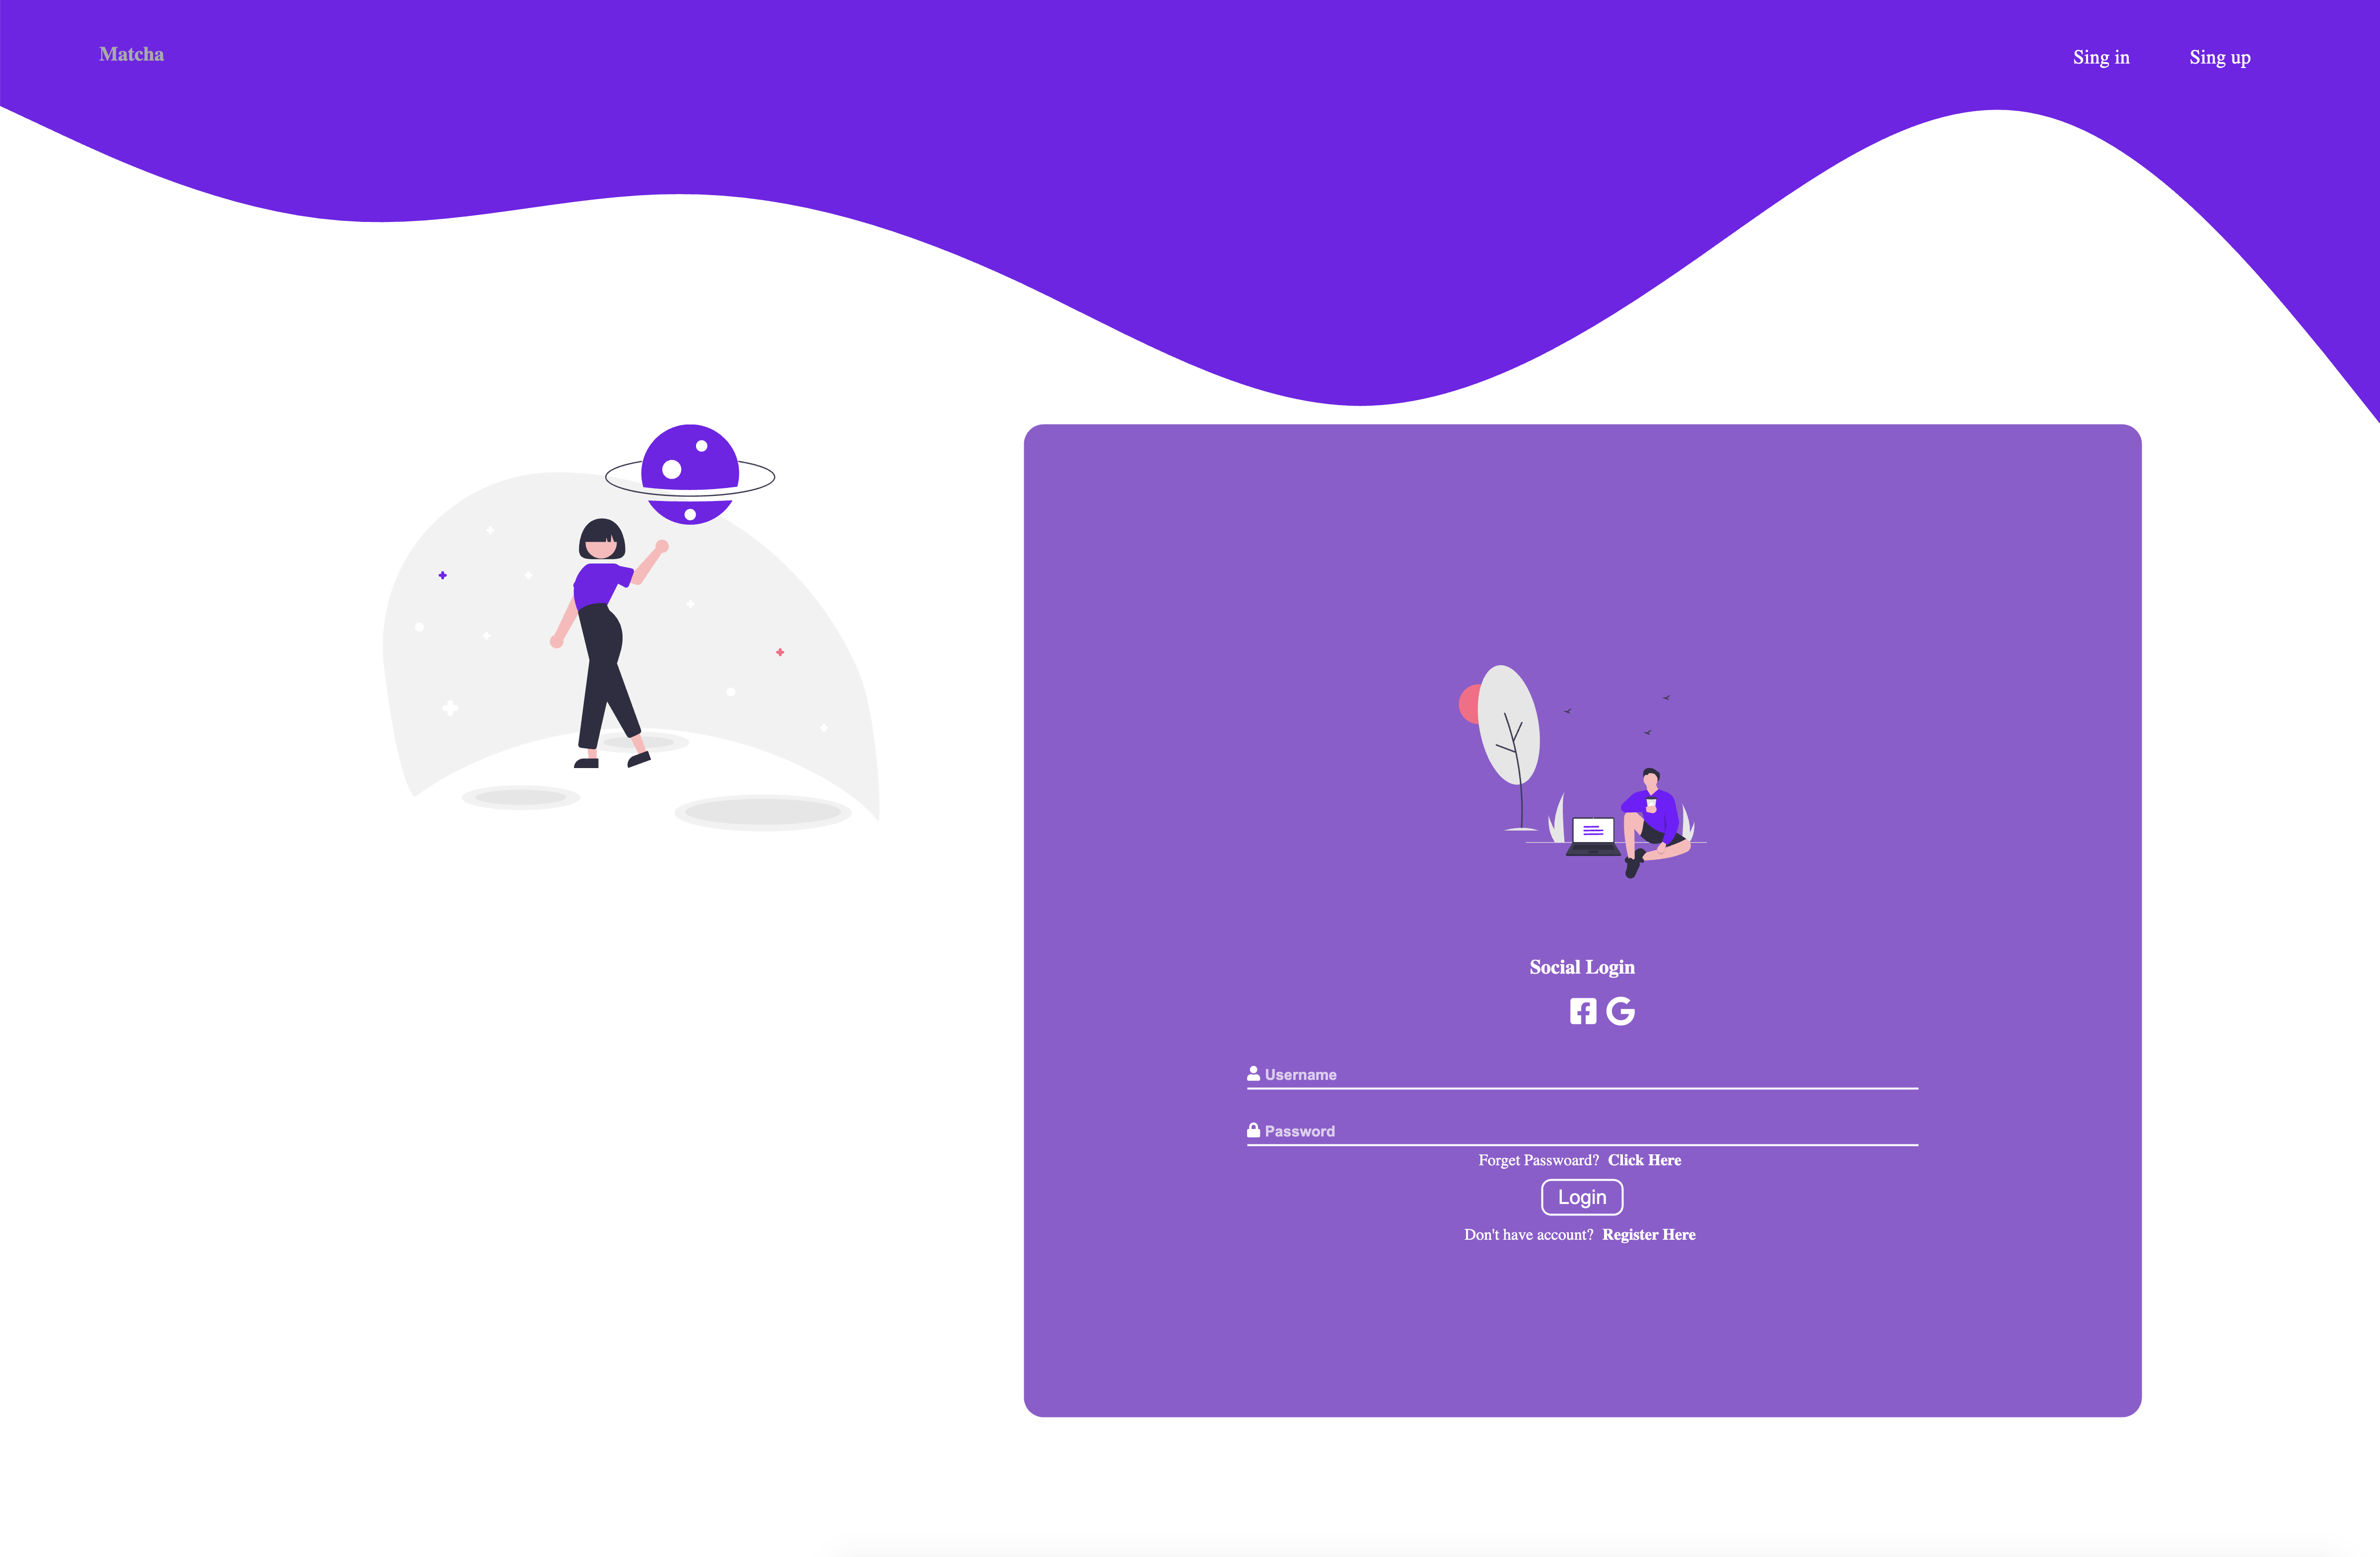 Matcha
Sing in
Sing up
Social Login
Username
Password
Forget Passwoard? Click Here
Login
Don't have account? Register Here